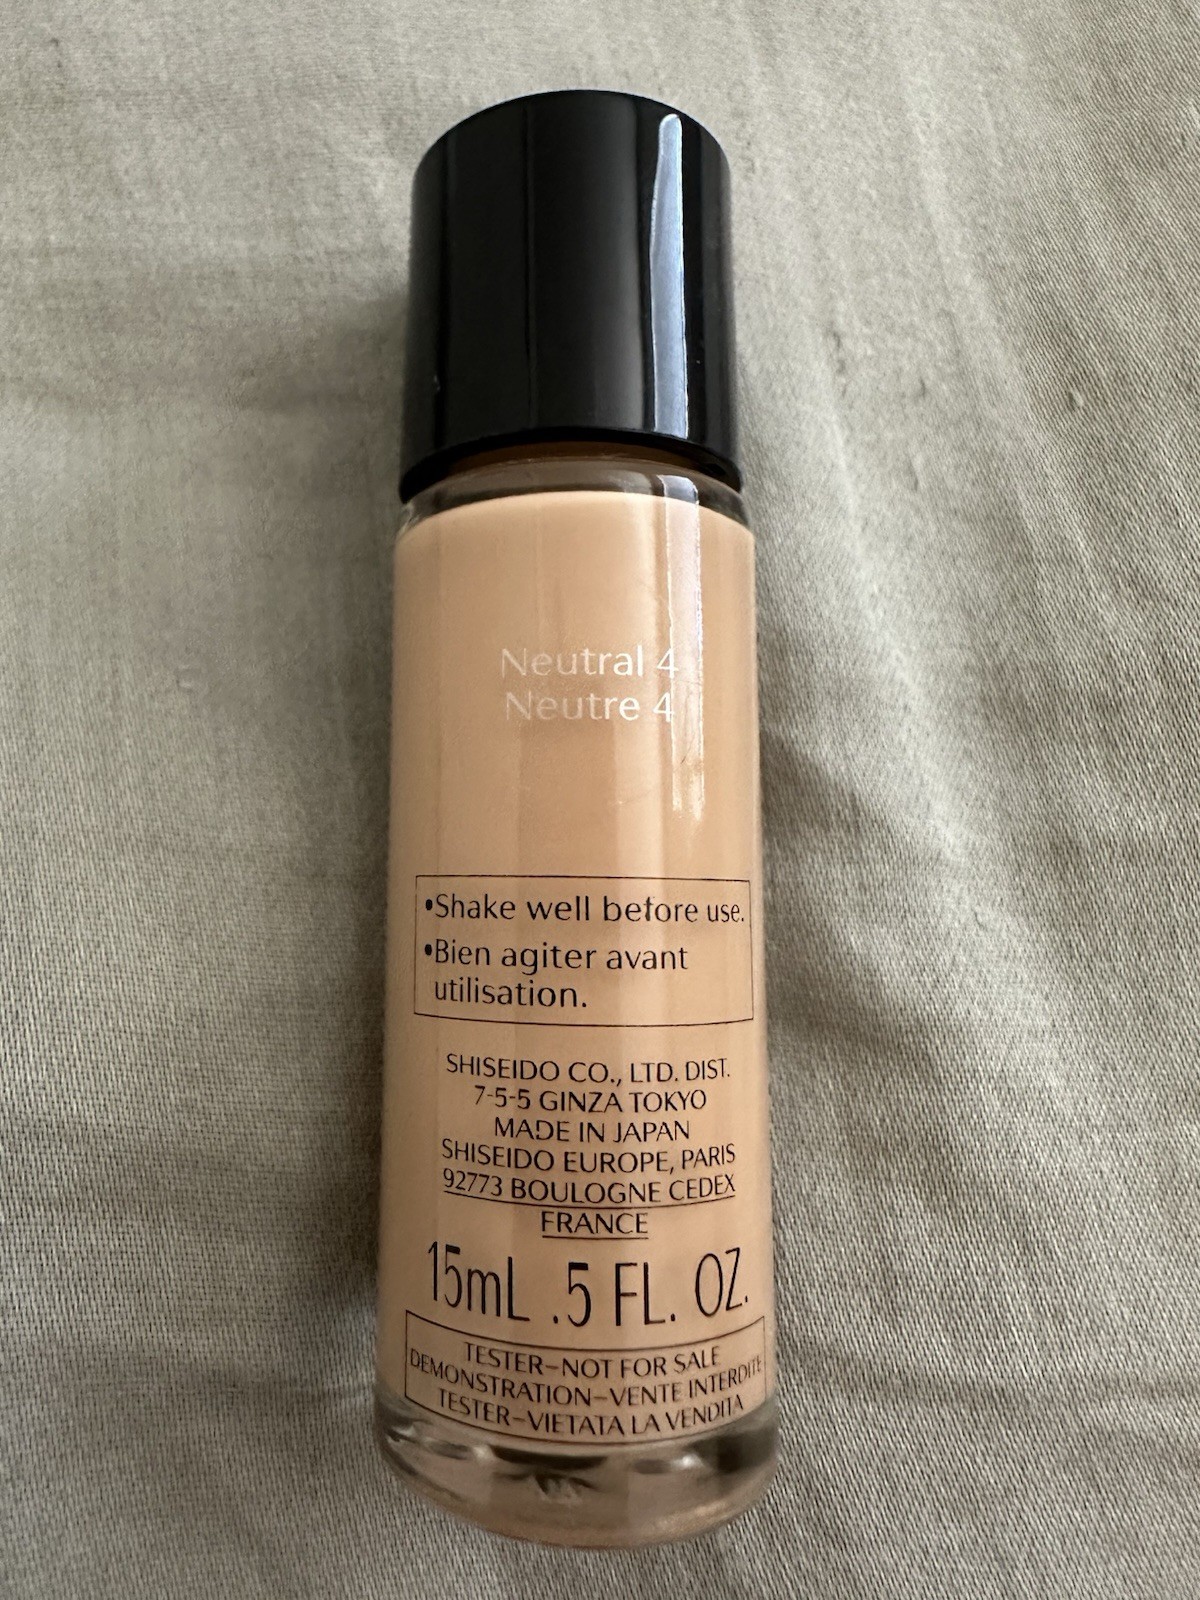 Neutral 4
Neutre 4
•Shake well before use.
•Bien agiter avant
utilisation.
SHISEIDO CO., LTD. DIST.
7-5-5 GINZA TOKYO
MADE IN JAPAN
SHISEIDO EUROPE, PARIS
92773 BOULOGNE CEDEX
FRANCE
15mL .5 FL. OZ.
TESTER–NOT FOR SALE
DEMONSTRATION–VENTE INTERDITE
TESTER–VIETATA LA VENDITA